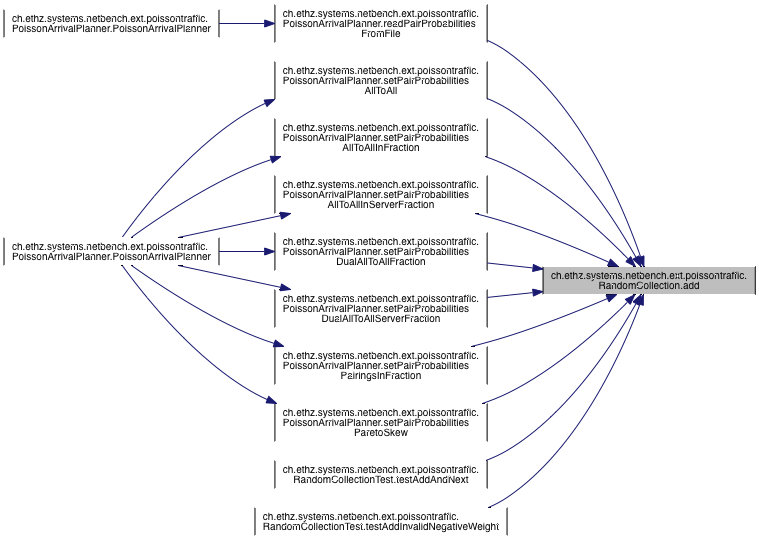 ch.ethz.systems.netbench.ext.poissontraffic.
PoissonArrivalPlanner.PoissonArrivalPlanner
ch.ethz.systems.netbench.ext.poissontraffic.
PoissonArrivalPlanner.readPairProbabilities
FromFile
ch.ethz.systems.netbench.ext.poissontraffic.
PoissonArrivalPlanner.setPairProbabilities
AllToAll
ch.ethz.systems.netbench.ext.poissontraffic.
PoissonArrivalPlanner.setPairProbabilities
AllToAllInFraction
ch.ethz.systems.netbench.ext.poissontraffic.
PoissonArrivalPlanner.setPairProbabilities
AllToAllInServerFraction
ch.ethz.systems.netbench.ext.poissontraffic.
PoissonArrivalPlanner.PoissonArrivalPlanner
ch.ethz.systems.netbench.ext.poissontraffic.
PoissonArrivalPlanner.setPairProbabilities
DualAllToAllFraction
ch.ethz.systems.netbench.ext.poissontraffic.
RandomCollection.add
ch.ethz.systems.netbench.ext.poissontraffic.
PoissonArrivalPlanner.setPairProbabilities
DualAllToAllServerFraction
ch.ethz.systems.netbench.ext.poissontraffic.
PoissonArrivalPlanner.setPairProbabilities
PairingsInFraction
ch.ethz.systems.netbench.ext.poissontraffic.
PoissonArrivalPlanner.setPairProbabilities
ParetoSkew
ch.ethz.systems.netbench.ext.poissontraffic.
RandomCollectionTest.testAddAndNext
ch.ethz.systems.netbench.ext.poissontraffic.
RandomCollectionTest.testAddInvalidNegativeWeight